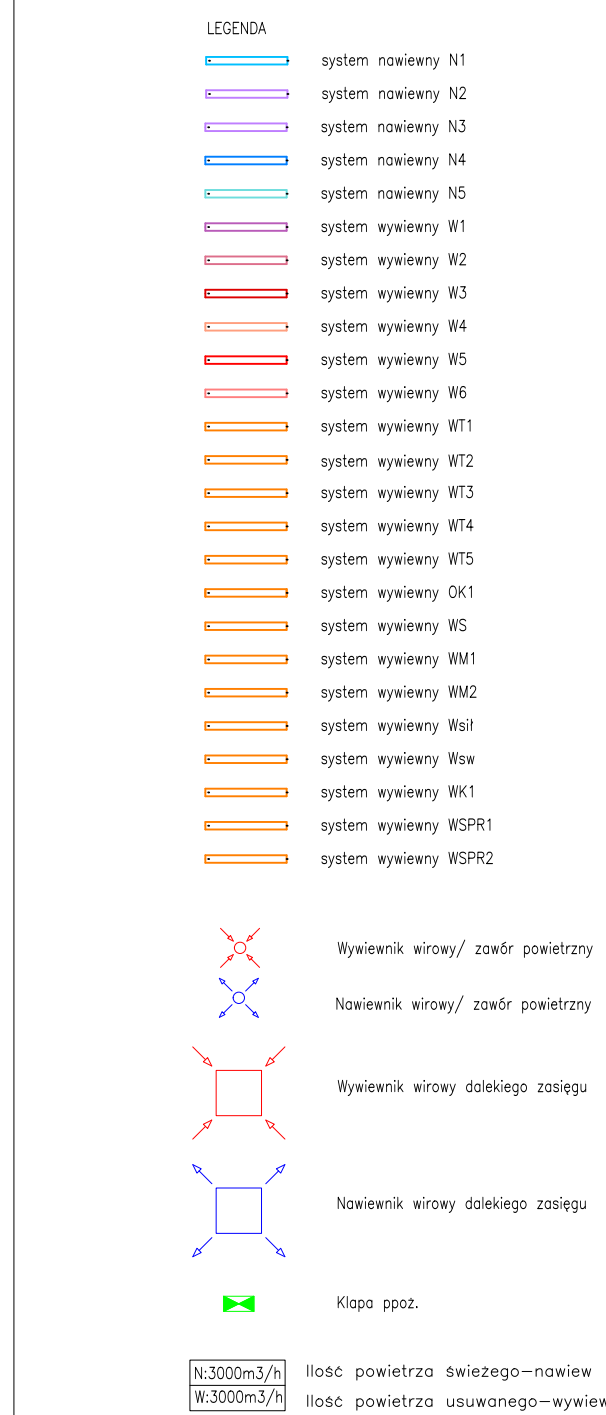 LEGENDA
system nawiewny N1
system nawiewny N2
system nawiewny N3
system nawiewny N4
system nawiewny N5
system wywiewny W1
system wywiewny W2
system wywiewny W3
system wywiewny W4
system wywiewny W5
system wywiewny W6
system wywiewny WT1
system wywiewny WT2
system wywiewny WT3
system wywiewny WT4
system wywiewny WT5
system wywiewny OK1
system wywiewny WS
system wywiewny WM1
system wywiewny WM2
system wywiewny Wsił
system wywiewny Wsw
system wywiewny WK1
system wywiewny WSPR1
system wywiewny WSPR2
Wywiewnik wirowy/ zawór powietrzny
Nawiewnik wirowy/ zawór powietrzny
Wywiewnik wirowy dalekiego zasięgu
Nawiewnik wirowy dalekiego zasięgu
Klapa ppoż.
N:3000m3/h Ilość powietrza świeżego-nawiew
W:3000m3/h Ilość powietrza usuwanego-wywiew